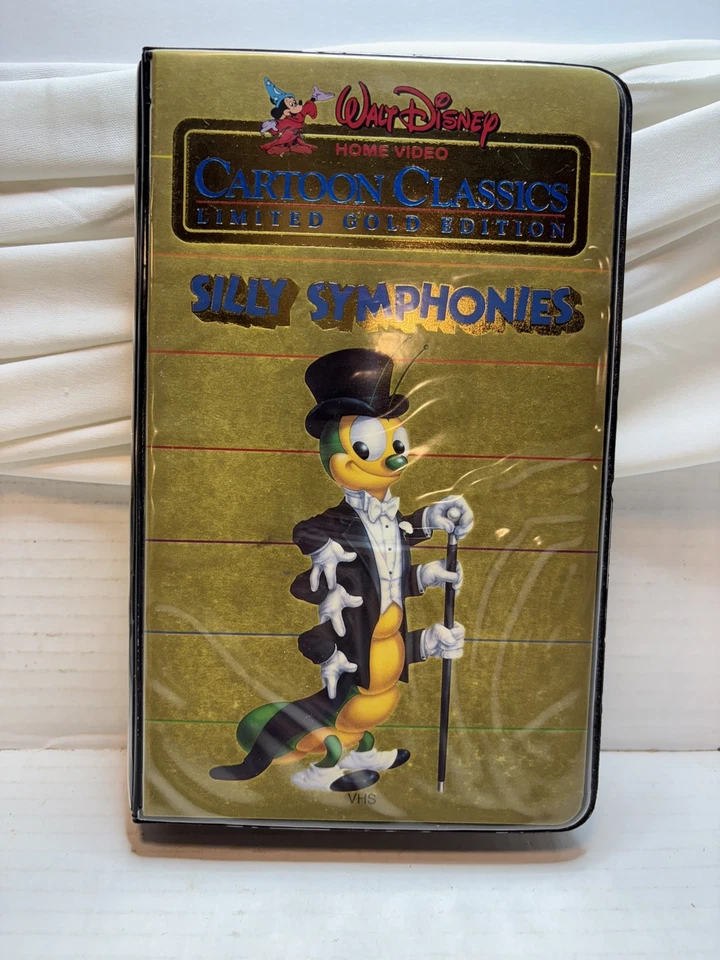 WALT DISNEY
HOME VIDEO
CARTOON CLASSICS
LIMITED GOLD EDITION
SILLY SYMPHONIES
VHS